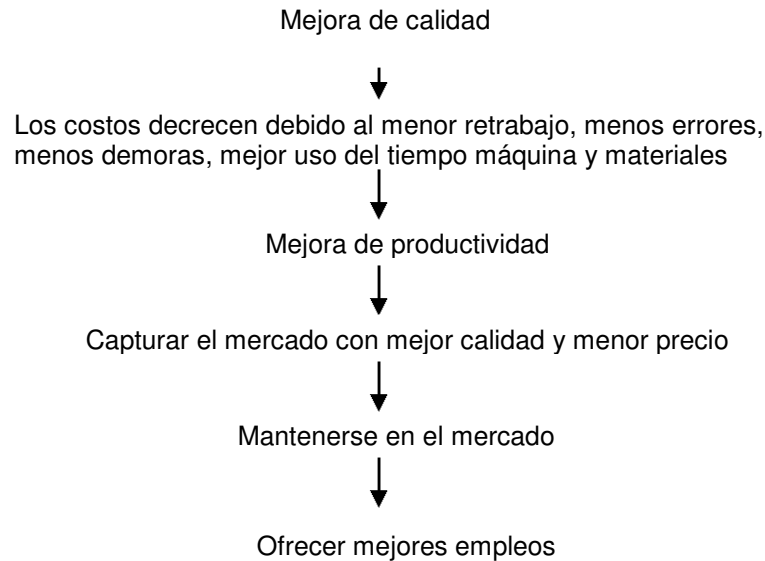 Mejora de calidad
Los costos decrecen debido al menor retrabajo, menos errores,
menos demoras, mejor uso del tiempo máquina y materiales
Mejora de productividad
Capturar el mercado con mejor calidad y menor precio
Mantenerse en el mercado
Ofrecer mejores empleos